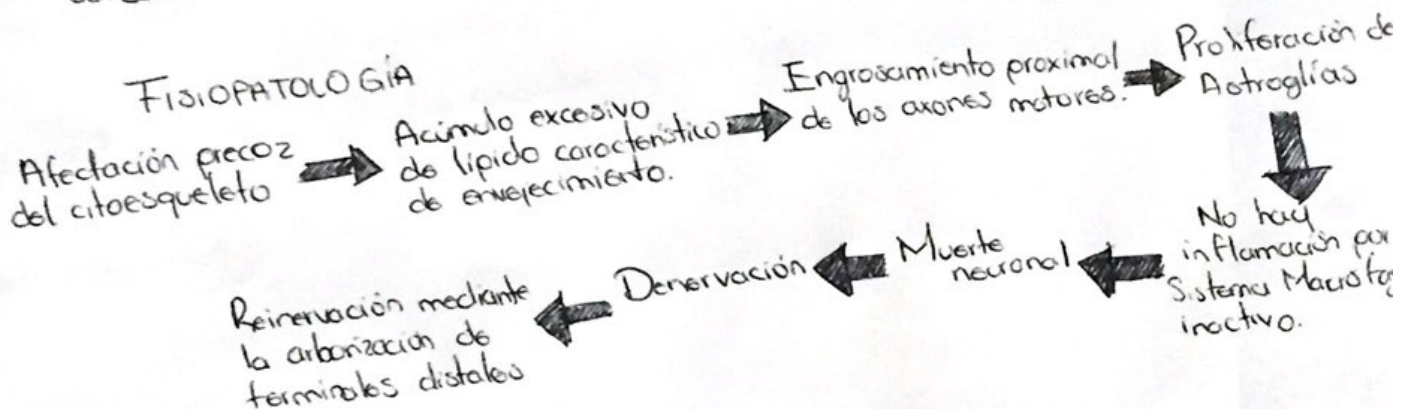 FISIOPATOLOGÍA
Afectación precoz
del citoesqueleto
Acúmulo excesivo
de lípido característico
de envejecimiento.
Engrosamiento proximal
de los axones motores.
Proliferación de
Astroglías
No hay
inflamación por
Sistema Macrofag
inactivo.
Muerte
neuronal
Denervación
Reinervación mediante
la arborización de
terminales distales